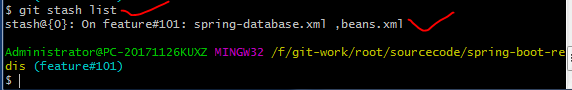 $ git stash list
stash@{0}: On feature#101: spring-database.xml ,beans.xml
Administrator@PC-20171126KUXZ MINGW32 /f/git-work/root/sourcecode/spring-boot-re
dis (feature#101)
$